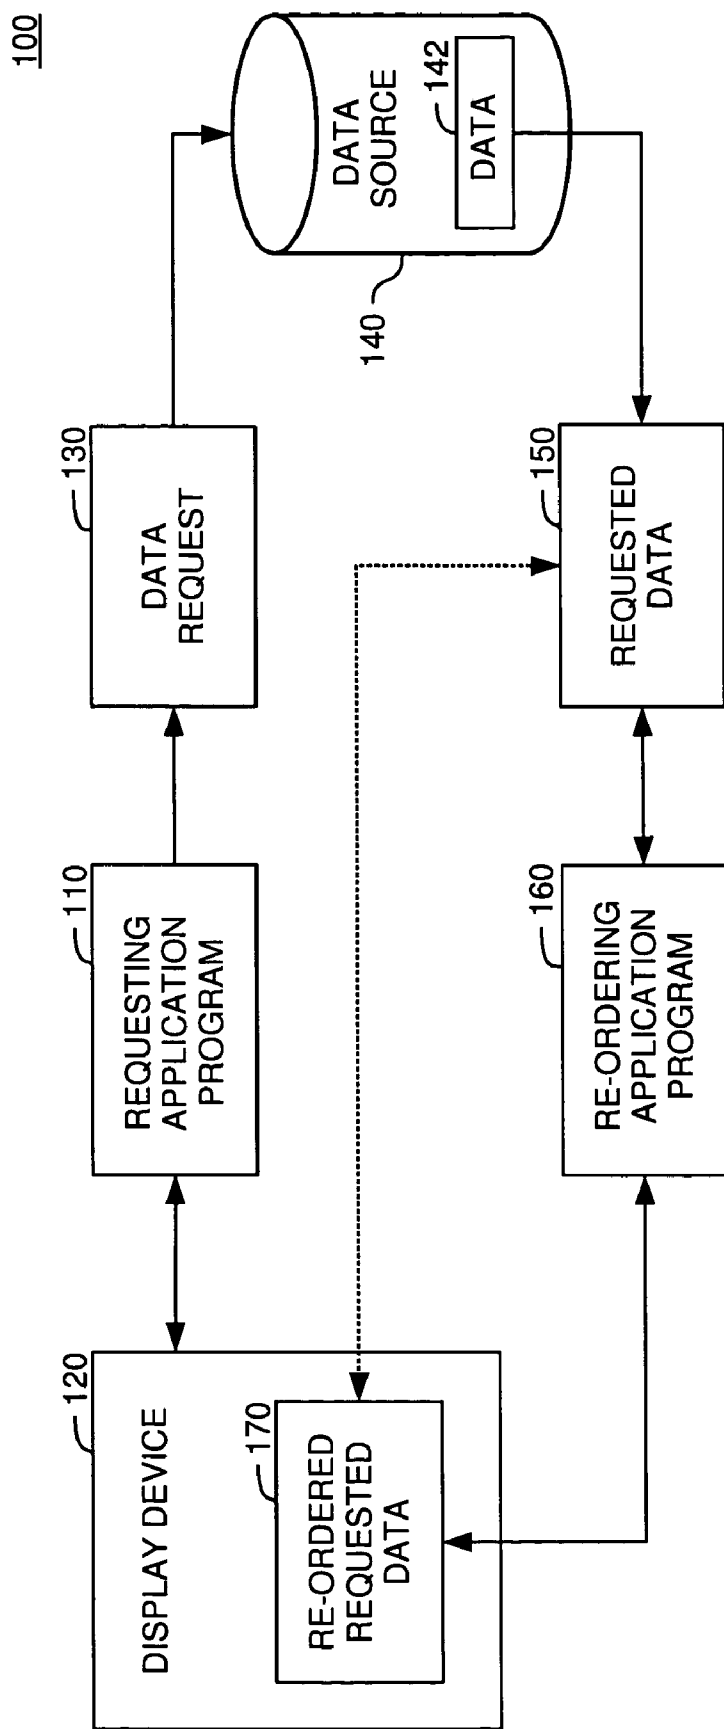 100
120
DISPLAY DEVICE
170
RE-ORDERED
REQUESTED
DATA
110
REQUESTING
APPLICATION
PROGRAM
130
DATA
REQUEST
140
DATA
SOURCE
142
DATA
160
RE-ORDERING
APPLICATION
PROGRAM
150
REQUESTED
DATA